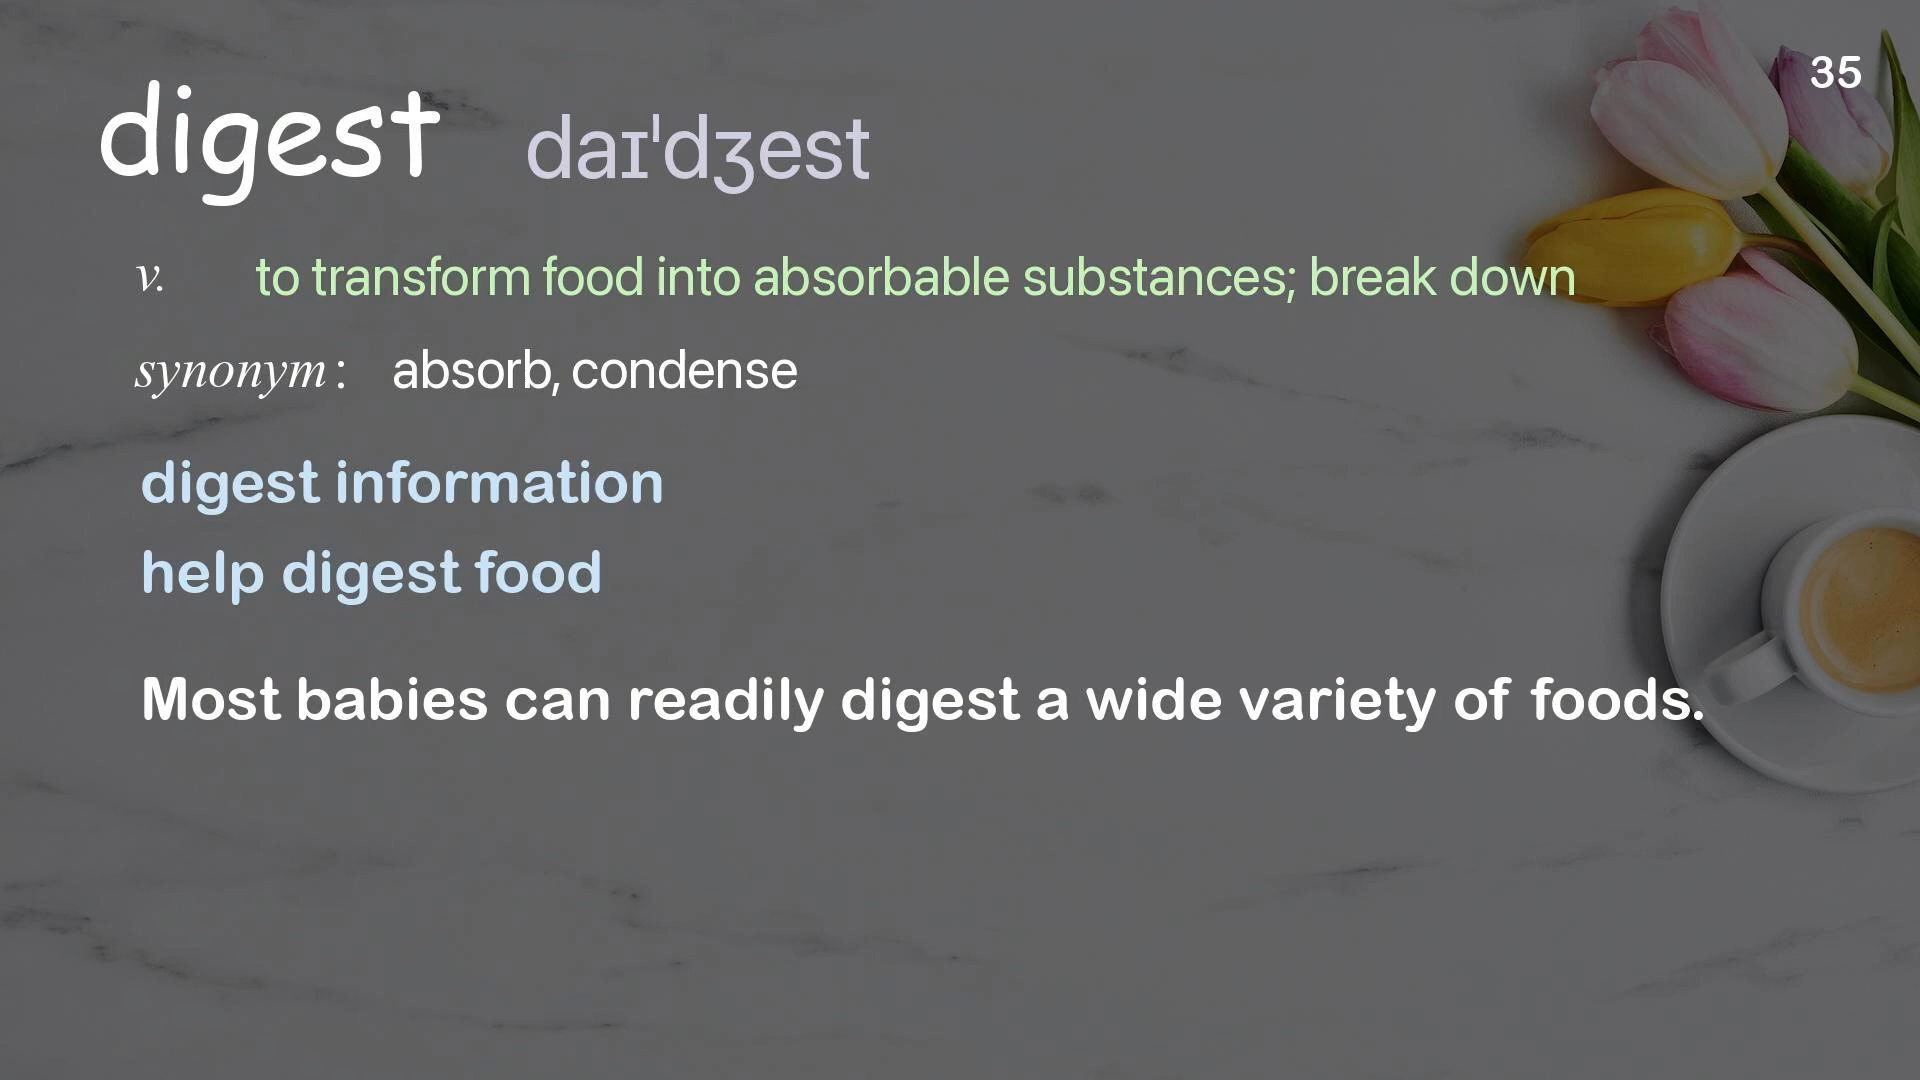 35
digest daɪˈdʒest
v. to transform food into absorbable substances; break down
synonym : absorb, condense
digest information
help digest food
Most babies can readily digest a wide variety of foods.